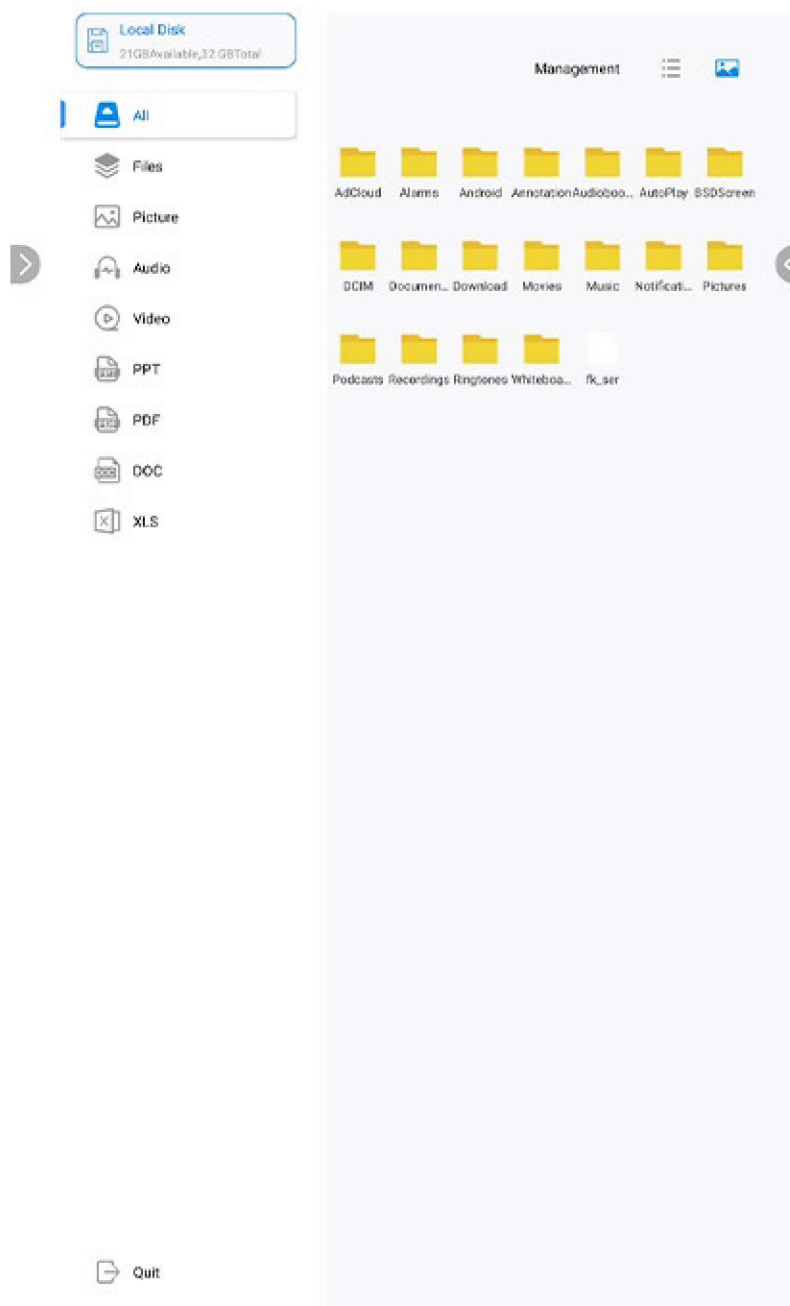 Local Disk
21GBAvailable,32 GBTotal
Management
All
Files
Picture
Audio
Video
PPT
PDF
DOC
XLS
AdCloud Alarms Android Annotation Audioboo... AutoPlay BSDScreen
DCIM Documen... Download Movies Music Notificati... Pictures
Podcasts Recordings Ringtones Whiteboa... fk_ser
Quit